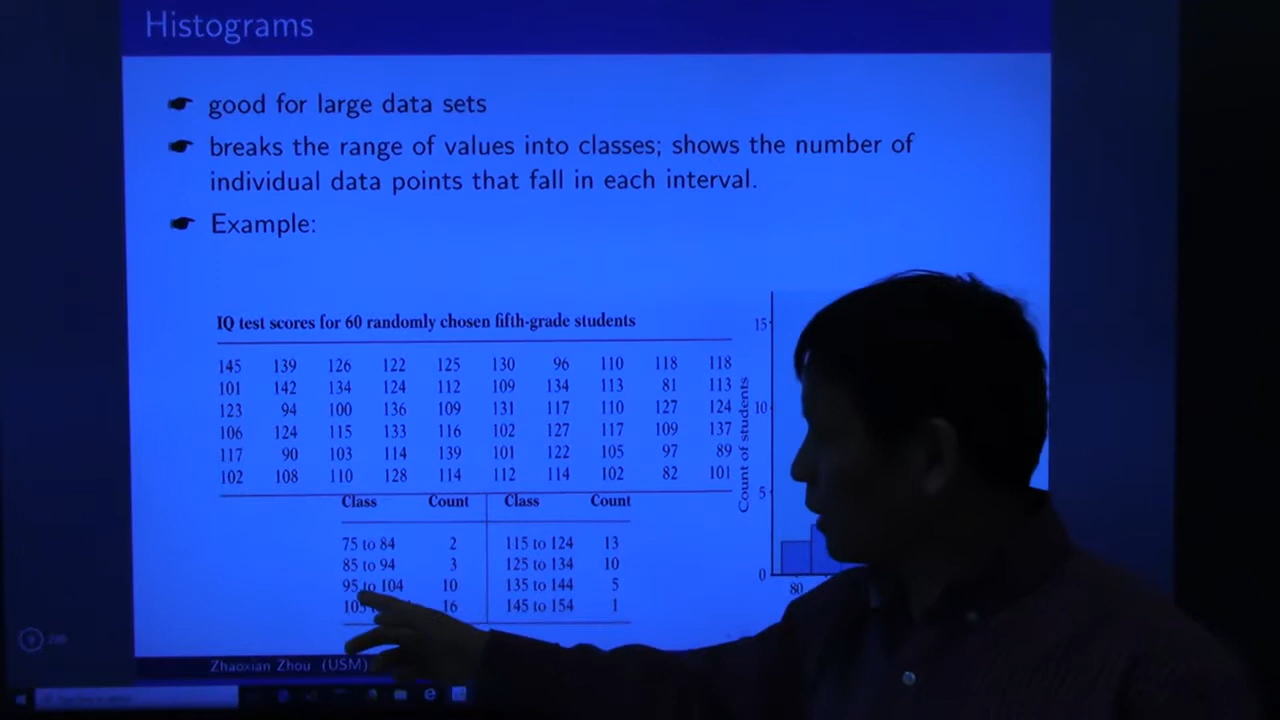 Histograms
good for large data sets
breaks the range of values into classes; shows the number of
individual data points that fall in each interval.
Example:
IQ test scores for 60 randomly chosen fifth-grade students
145 139 126 122 125 130 96 110 118 118
101 142 134 124 112 109 134 113 81 113
123 94 100 136 109 131 117 110 127 124
106 124 115 133 116 102 127 117 109 137
117 90 103 114 139 101 122 105 97 89
102 108 110 128 114 112 114 102 82 101
Class Count Class Count
75 to 84 2 115 to 124 13
85 to 94 3 125 to 134 10
95 to 104 10 135 to 144 5
16 145 to 154 1
Count of students
15
10
5
0
80
Zhaoxian Zhou (USM)